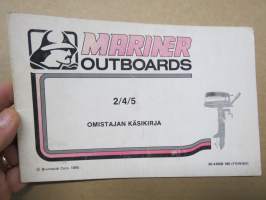 MARINER
OUTBOARDS
2/4/5
OMISTAJAN KÄSIKIRJA